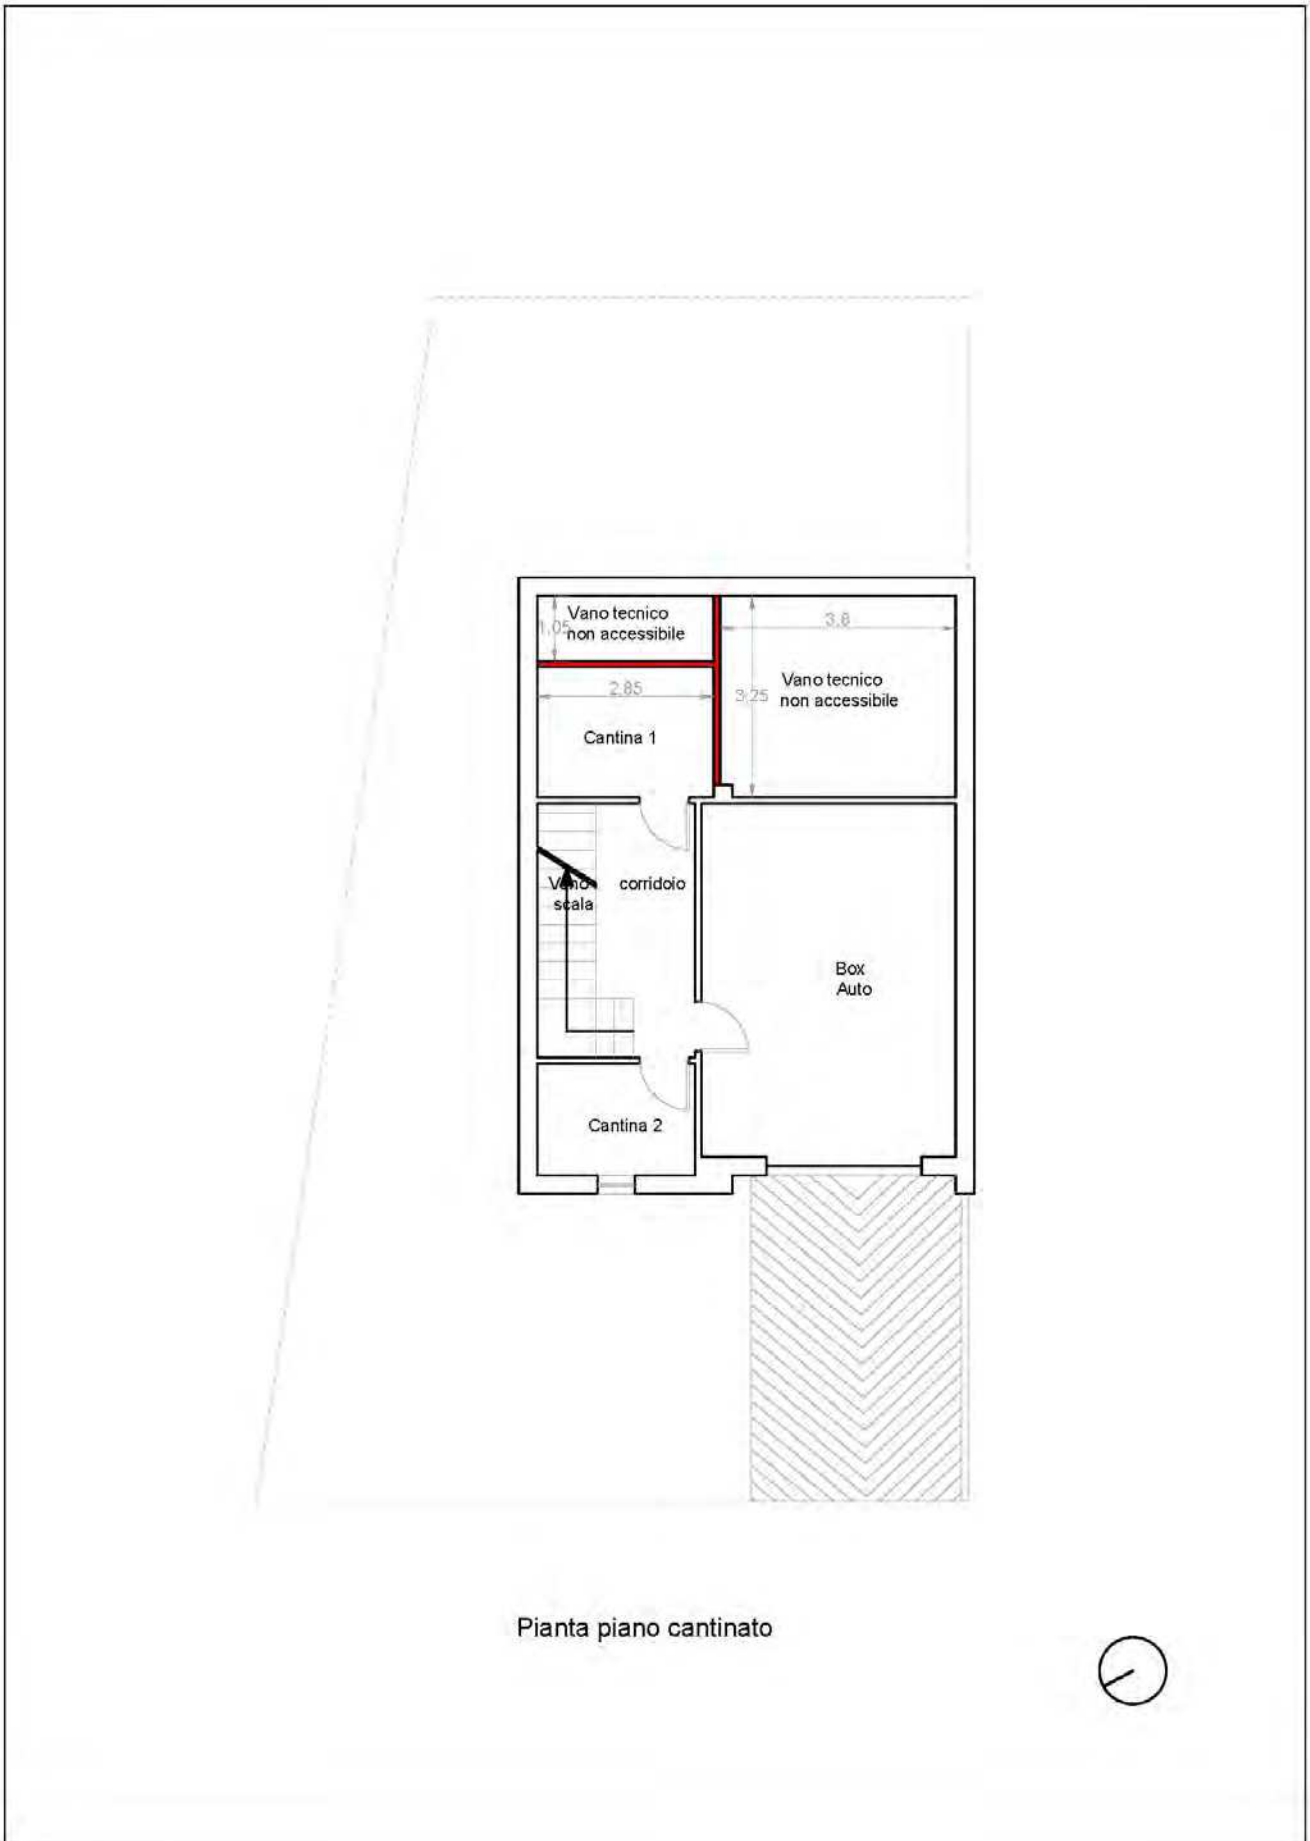 Vano tecnico
non accessibile
1,05
3,8
2,85
Vano tecnico
non accessibile
3,25
Cantina 1
Vano
scala
corridoio
Box
Auto
Cantina 2
Pianta piano cantinato